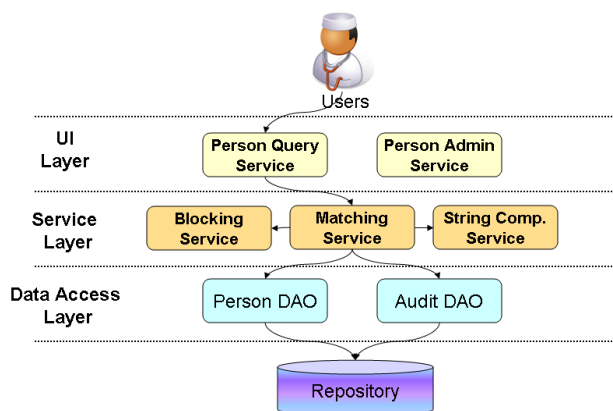 Users
UI
Layer
Person Query
Service
Person Admin
Service
Service
Layer
Blocking
Service
Matching
Service
String Comp.
Service
Data Access
Layer
Person DAO
Audit DAO
Repository